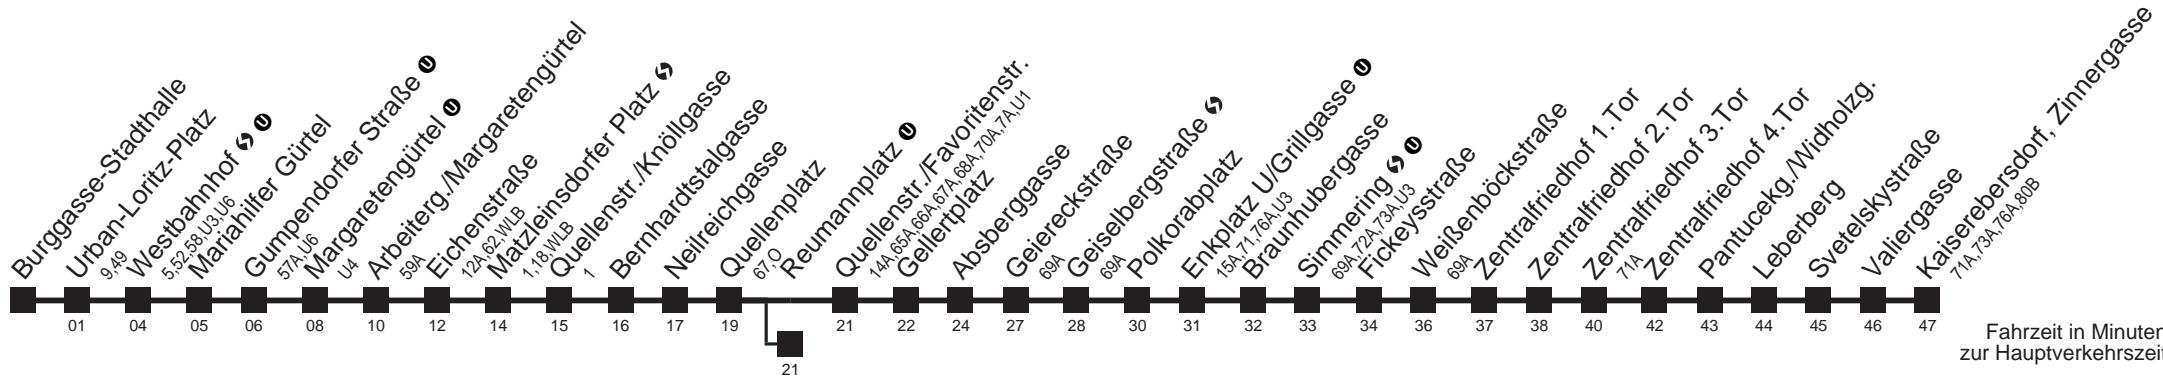 Burggasse-Stadthalle
Urban-Loritz-Platz
9,49
Westbahnhof
5,52,58,U3,U6
Mariahilfer Gürtel
Gumpendorfer Straße U
57A,U6
Margaretengürtel U
U4
Arbeiterg./Margaretengürtel
59A
Eichenstraße
12A,62,WLB
Matzleinsdorfer Platz
1,18,WLB
Quellenstr./Knöllgasse
1
Bernhardtstalgasse
Neilreichgasse
Quellenplatz
67,O
Reumannplatz U
Quellenstr./Favoritenstr.
14A,65A,66A,67A,68A,70A,7A,U1
Gellertplatz
Absberggasse
Geiereckstraße
69A
Geiselbergstraße
69A
Polkorabplatz
Enkplatz U/Grillgasse U
15A,71,76A,U3
Braunhubergasse
Simmering U
69A,72A,73A,U3
Fickeysstraße
Weißenböckstraße
69A
Zentralfriedhof 1.Tor
Zentralfriedhof 2.Tor
Zentralfriedhof 3.Tor
71A
Zentralfriedhof 4.Tor
Pantucekg./Widholzg.
Leberberg
Svetelskystraße
Valiergasse
Kaiserebersdorf, Zinnergasse
71A,73A,76A,80B
01 04 05 06 08 10 12 14 15 16 17 19 21 22 24 27 28 30 31 32 33 34 36 37 38 40 42 43 44 45 46 47
21
Fahrzeit in Minuten
zur Hauptverkehrszeit